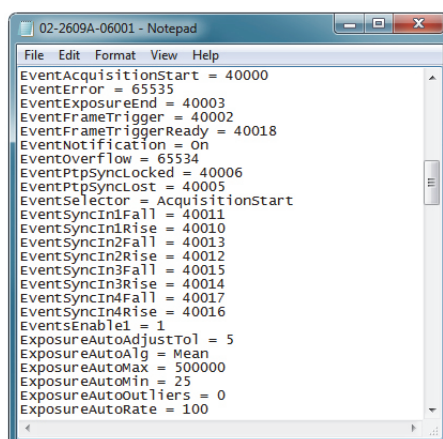 02-2609A-06001 - Notepad
File Edit Format View Help
EventAcquisitionStart = 40000
EventError = 65535
EventExposureEnd = 40003
EventFrameTrigger = 40002
EventFrameTriggerReady = 40018
EventNotification = On
EventOverflow = 65534
EventPtpSyncLocked = 40006
EventPtpSyncLost = 40005
EventSelector = AcquisitionStart
EventSyncIn1Fall = 40011
EventSyncIn1Rise = 40010
EventSyncIn2Fall = 40013
EventSyncIn2Rise = 40012
EventSyncIn3Fall = 40015
EventSyncIn3Rise = 40014
EventSyncIn4Fall = 40017
EventSyncIn4Rise = 40016
EventsEnable1 = 1
ExposureAutoAdjustTol = 5
ExposureAutoAlg = Mean
ExposureAutoMax = 500000
ExposureAutoMin = 25
ExposureAutoOutliers = 0
ExposureAutoRate = 100